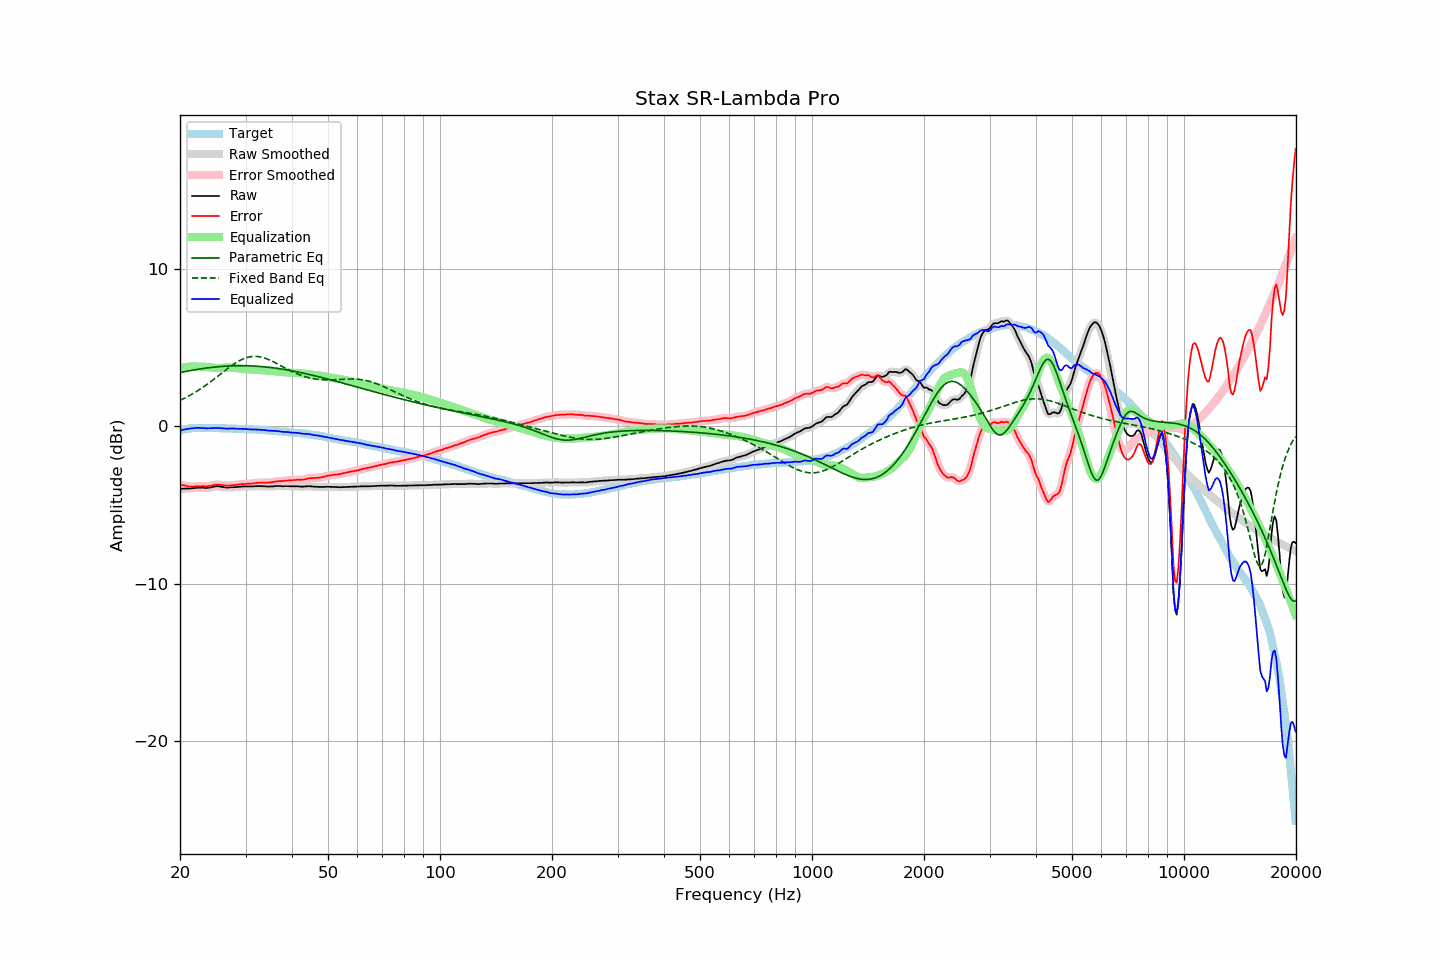 Stax SR-Lambda Pro
Target
Raw Smoothed
Error Smoothed
Raw
Error
Equalization
Parametric Eq
Fixed Band Eq
Equalized
10
0
−10
−20
Amplitude (dBr)
20 50 100 200 500 1000 2000 5000 10000 20000
Frequency (Hz)